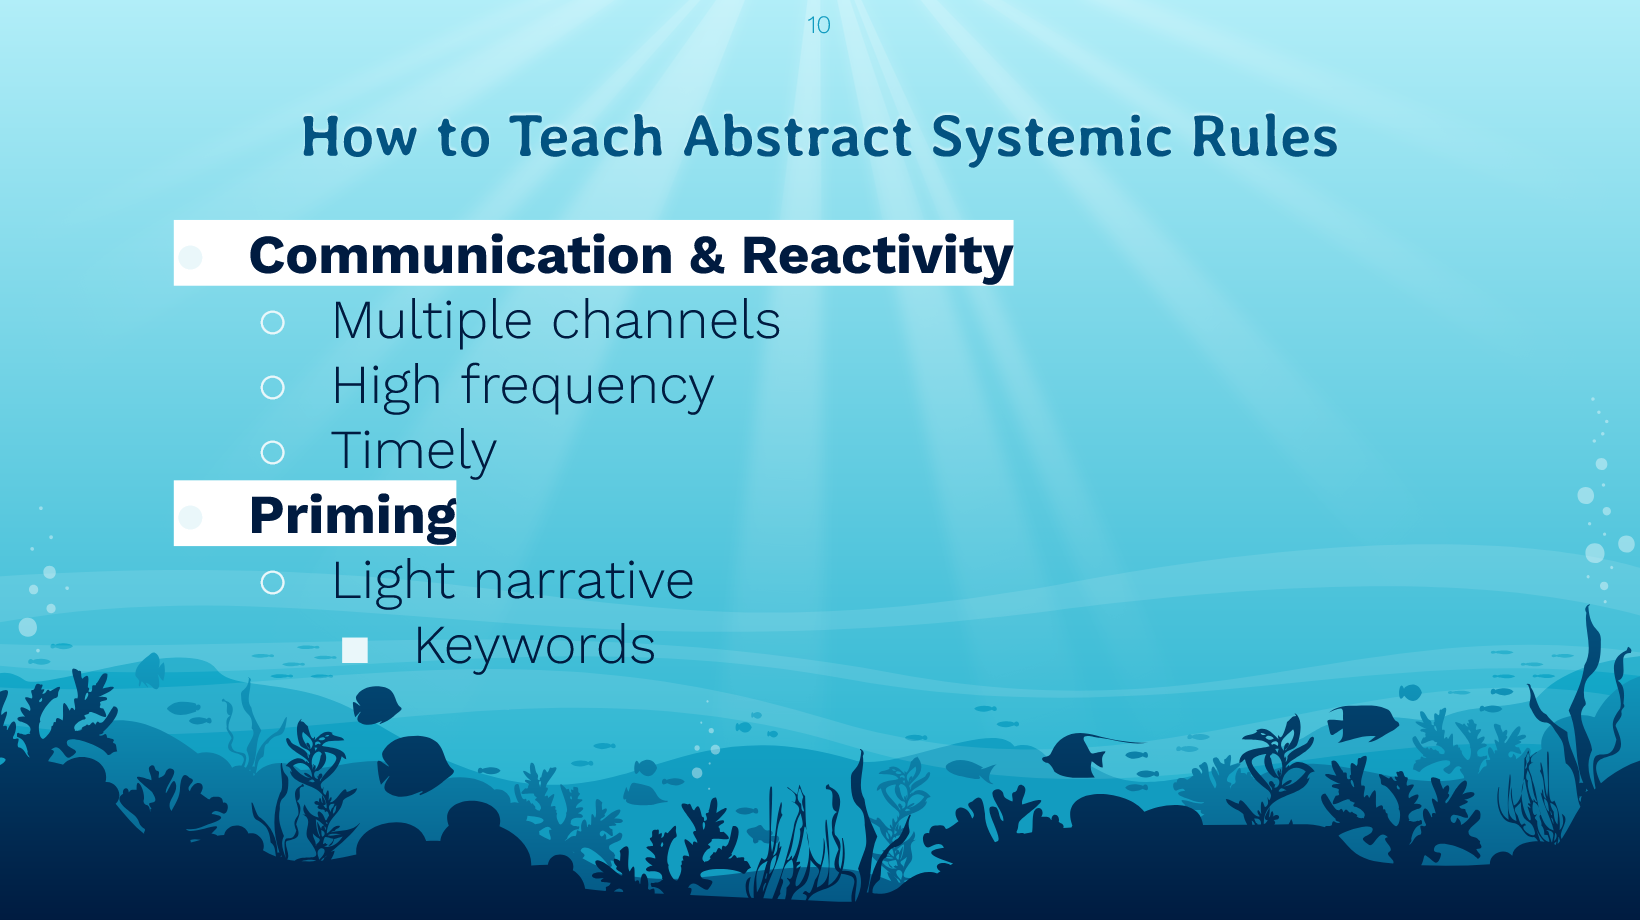 10
How to Teach Abstract Systemic Rules
Communication & Reactivity
Multiple channels
High frequency
Timely
Priming
Light narrative
Keywords